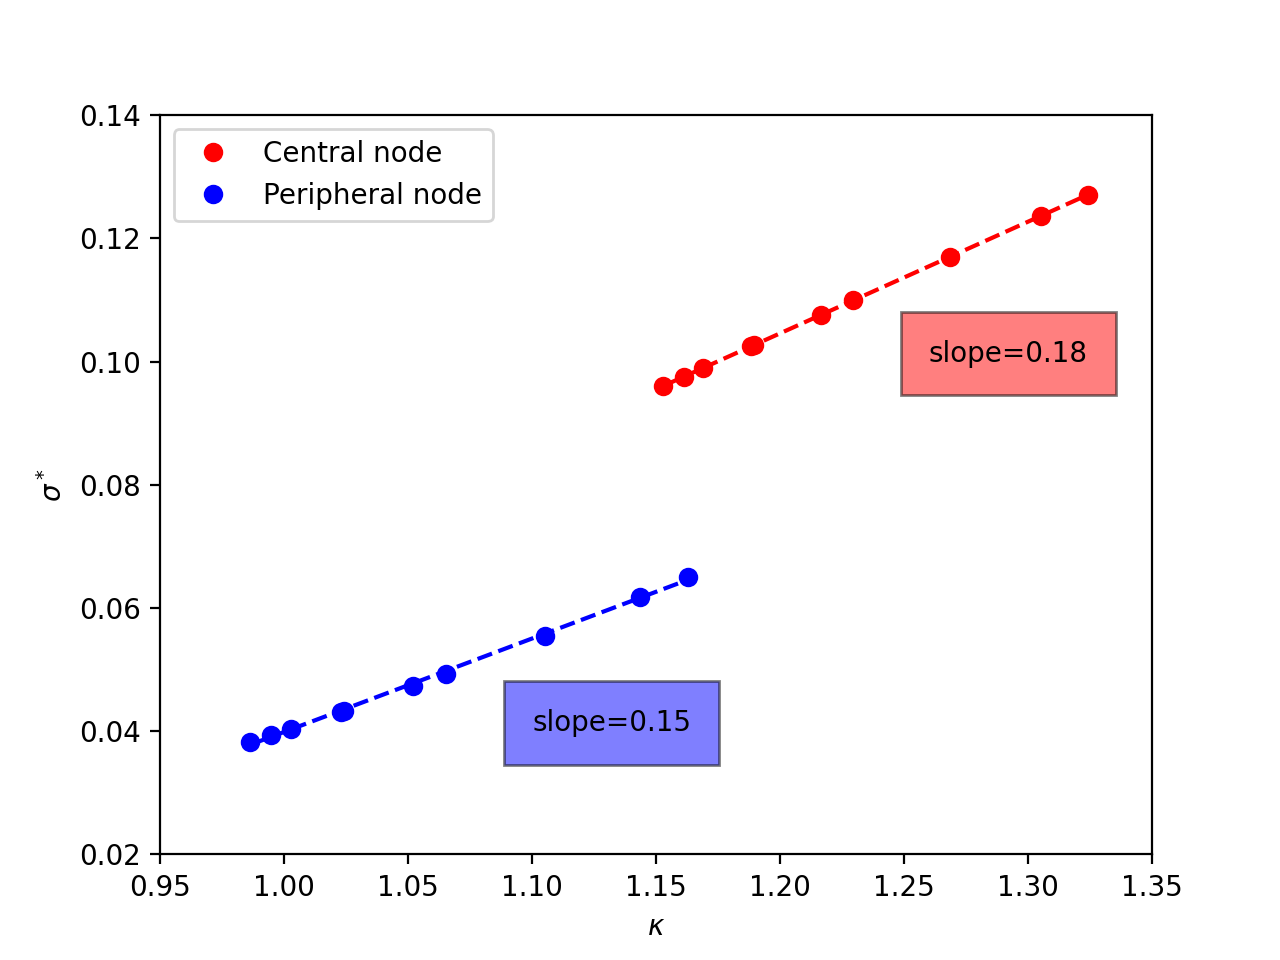 0.14
0.12
0.10
0.08
0.06
0.04
0.02
σ*
Central node
Peripheral node
slope=0.18
slope=0.15
0.95 1.00 1.05 1.10 1.15 1.20 1.25 1.30 1.35
κ